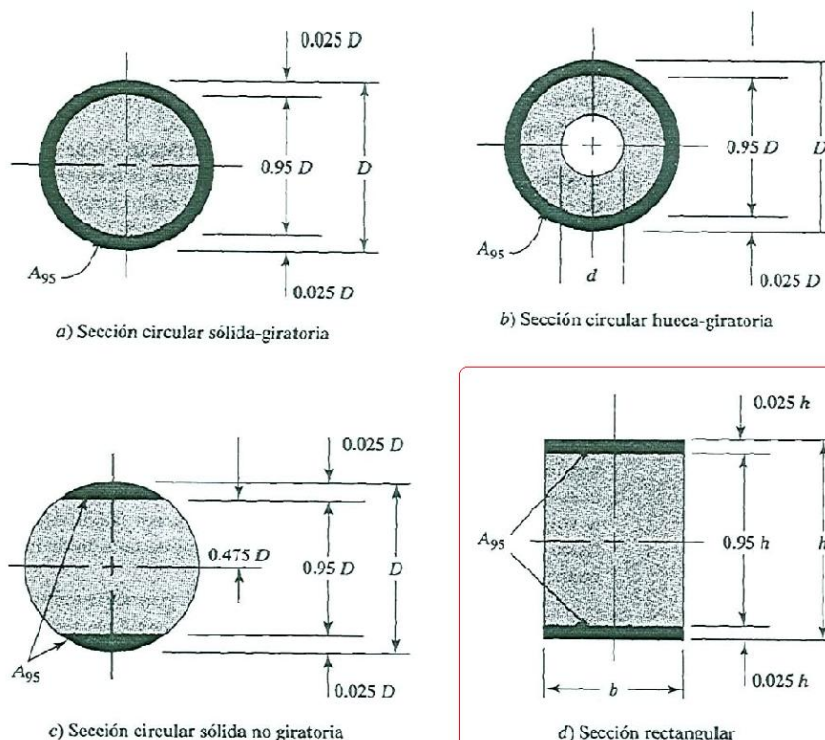 0.025 D
0.95 D
D
A95
0.025 D
a) Sección circular sólida-giratoria
0.95 D
D
A95
d
0.025 D
b) Sección circular hueca-giratoria
0.025 D
0.475 D
0.95 D
D
A95
0.025 D
c) Sección circular sólida no giratoria
0.025 h
A95
0.95 h
h
b
0.025 h
d) Sección rectangular